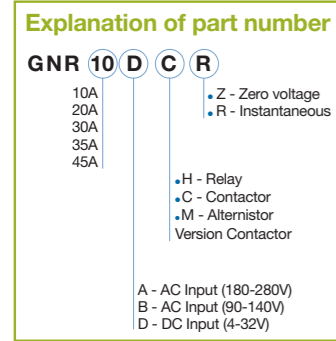 Explanation of part number
GNR 10 D C R
10A
20A
30A
35A
45A
• Z - Zero voltage
• R - Instantaneous
• H - Relay
• C - Contactor
• M - Alternistor
Version Contactor
A - AC Input (180-280V)
B - AC Input (90-140V)
D - DC Input (4-32V)